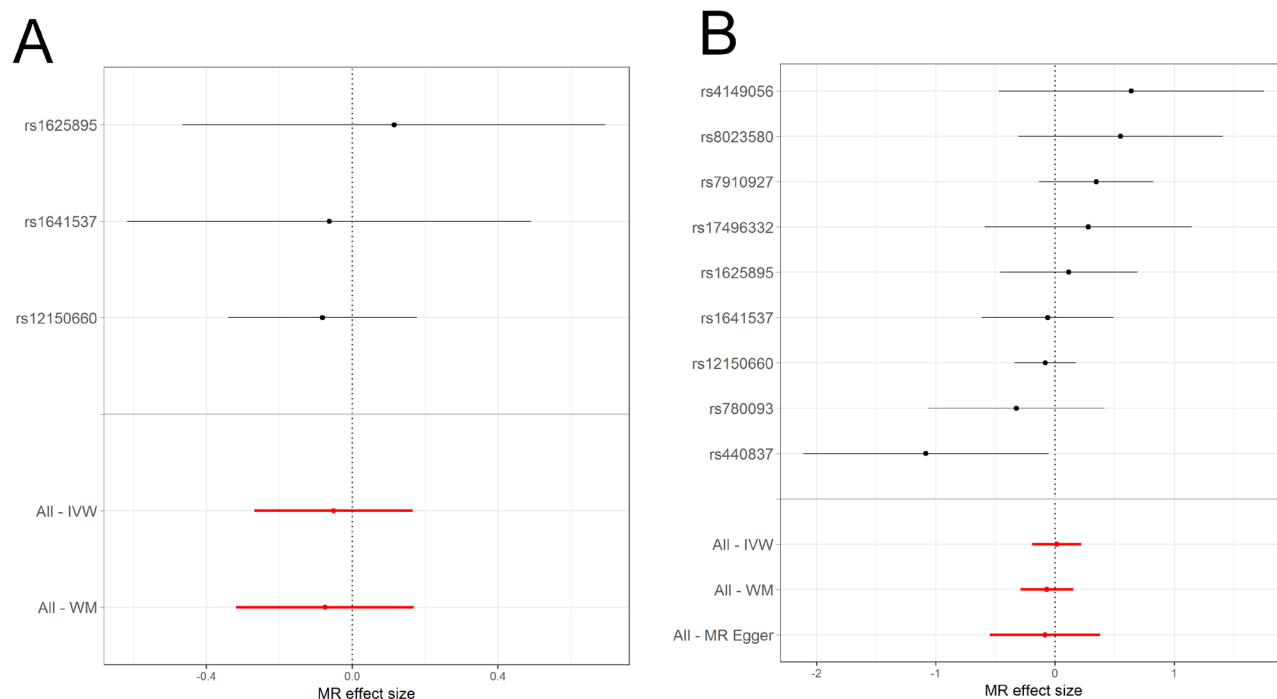 A
rs1625895
rs1641537
rs12150660
All - IVW
All - WM
-0.4
0.0
0.4
MR effect size
B
rs4149056
rs8023580
rs7910927
rs17496332
rs1625895
rs1641537
rs12150660
rs780093
rs440837
All - IVW
All - WM
All - MR Egger
-2
-1
0
1
MR effect size